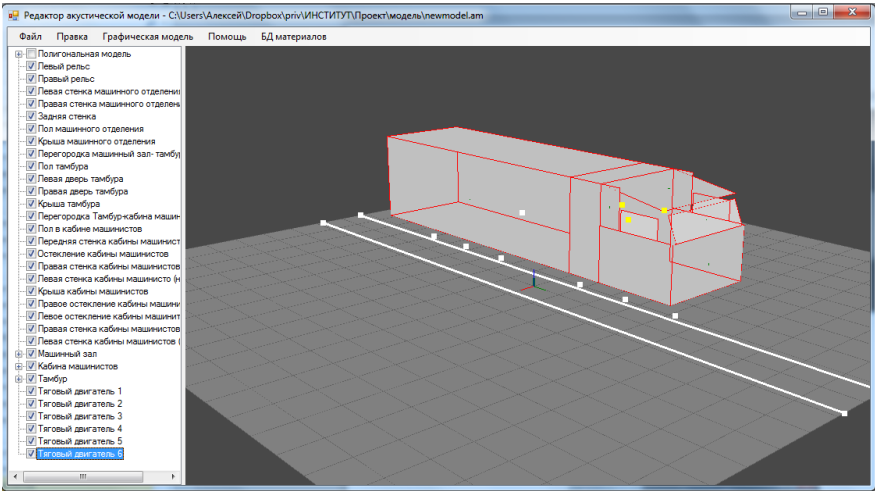 Редактор акустической модели - C:\Users\Алексей\Dropbox\priv\ИНСТИТУТ\Проект\модель\newmodel.am
Файл Правка Графическая модель Помощь БД материалов
Полигональная модель
Левый рельс
Правый рельс
Левая стенка машинного отделени
Правая стенка машинного отделени
Задняя стенка
Пол машинного отделения
Крыша машинного отделения
Перегородка машинный зал- тамбу
Пол тамбура
Левая дверь тамбура
Правая дверь тамбура
Крыша тамбура
Перегородка Тамбур-кабина машин
Пол в кабине машинистов
Передняя стенка кабины машинист
Остекление кабины машинистов
Правая стенка кабины машинистов
Левая стенка кабины машинисто (н
Крыша кабины машинистов
Правое остекление кабины машини
Левое остекление кабины машинит
Правая стенка кабины машинистов
Левая стенка кабины машинистов (
Машинный зал
Кабина машинистов
Тамбур
Тяговый двигатель 1
Тяговый двигатель 2
Тяговый двигатель 3
Тяговый двигатель 4
Тяговый двигатель 5
Тяговый двигатель 6